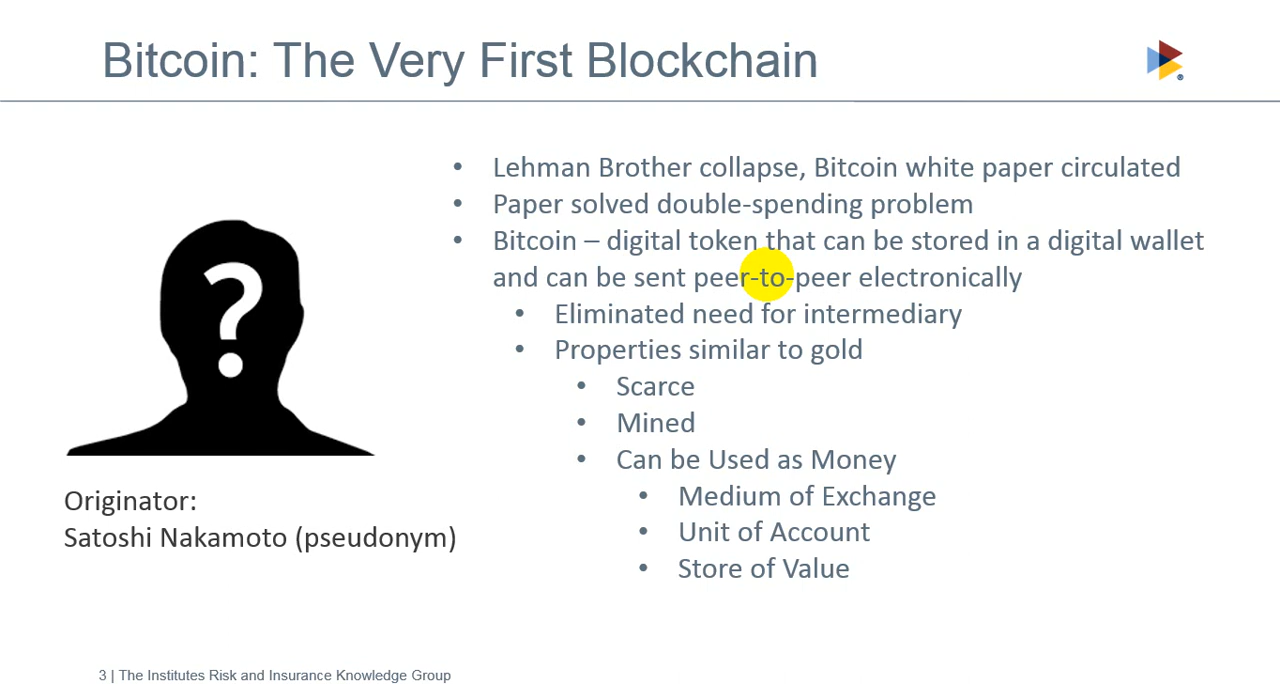 Bitcoin: The Very First Blockchain
• Lehman Brother collapse, Bitcoin white paper circulated
• Paper solved double-spending problem
• Bitcoin – digital token that can be stored in a digital wallet
and can be sent peer-to-peer electronically
• Eliminated need for intermediary
• Properties similar to gold
• Scarce
• Mined
• Can be Used as Money
• Medium of Exchange
• Unit of Account
• Store of Value
?
Originator:
Satoshi Nakamoto (pseudonym)
3 | The Institutes Risk and Insurance Knowledge Group